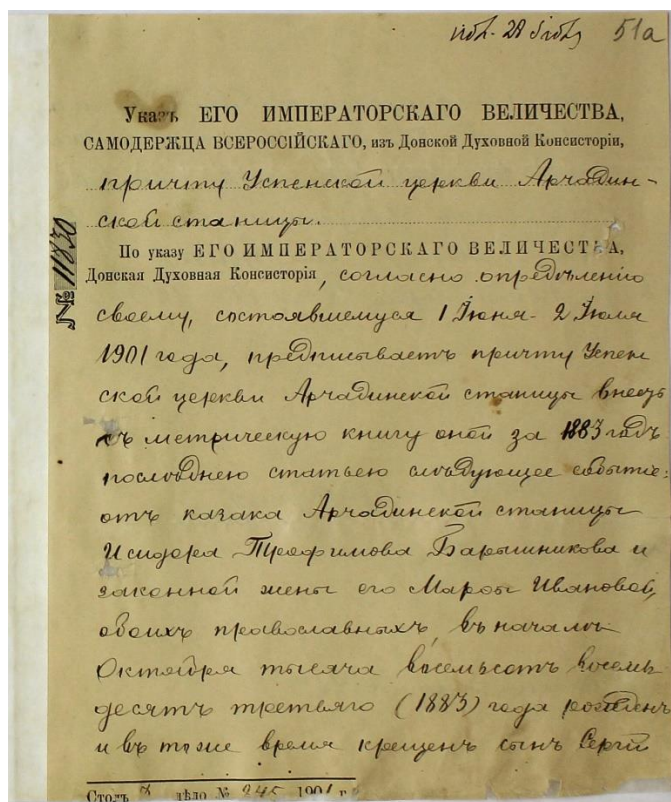 51а
Указъ ЕГО ИМПЕРАТОРСКАГО ВЕЛИЧЕСТВА,
САМОДЕРЖЦА ВСЕРОССІЙСКАГО, изъ Донской Духовной Консисторіи,
причту Успенской церкви Арчадин-
ской станицы.
По указу ЕГО ИМПЕРАТОРСКАГО ВЕЛИЧЕСТВА,
№ 11830
Донская Духовная Консисторія, согласно опредѣленію
своему, состоявшемуся 1 Іюня - 2 Іюля
1901 года, предписываетъ причту Успен
ской церкви Арчадинской станицы внесть
въ метрическую книгу оной за 1883 годъ
послѣднею статьею слѣдующее событіе:
отъ казака Арчадинской станицы
Исидора Трофимова Барышникова и
законной жены его Марѳы Ивановой,
обоихъ православныхъ, въ началѣ
Октября тысяча восемьсотъ восемь
десятъ третьяго (1883) года рожденъ
и въ тоже время крещенъ сынъ Сергій
Столъ 3 дѣло № 245 1901 г.